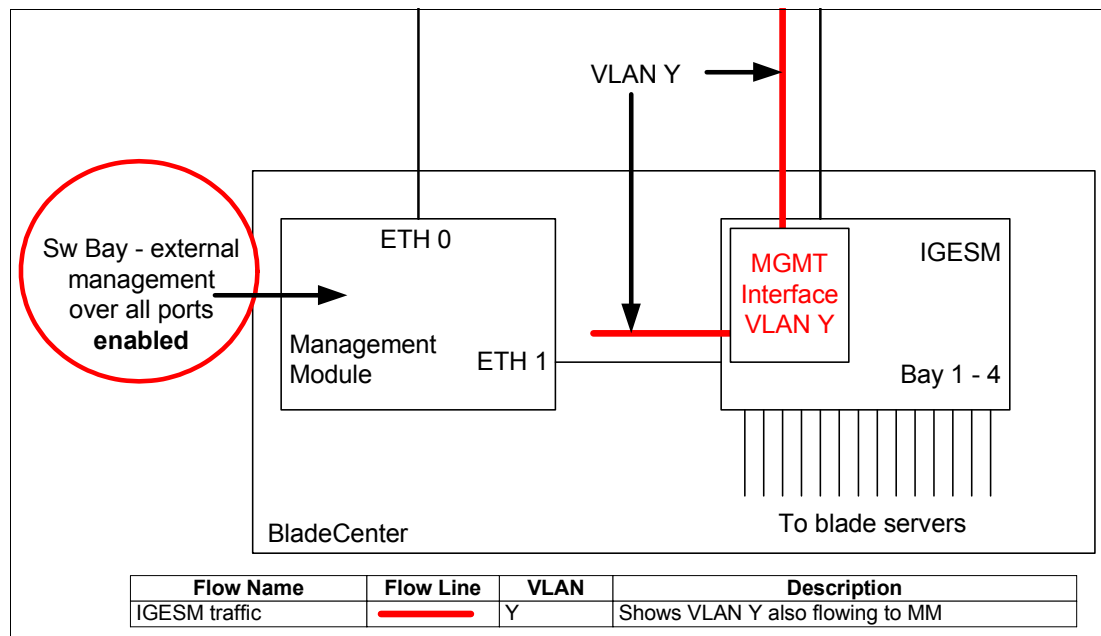 VLAN Y
Sw Bay - external
management
over all ports
enabled
ETH 0
Management
Module
ETH 1
MGMT
Interface
VLAN Y
IGESM
Bay 1 - 4
To blade servers
BladeCenter
Flow Name Flow Line VLAN Description
IGESM traffic Y Shows VLAN Y also flowing to MM